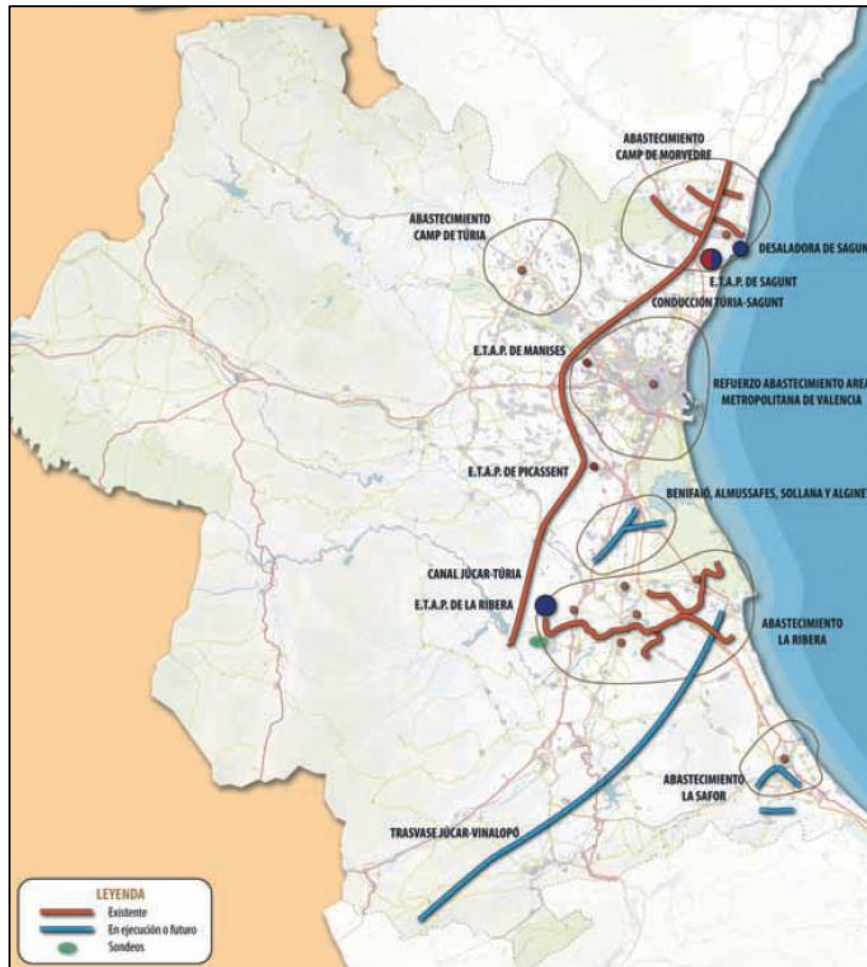 ABASTECIMIENTO
CAMP DE MORVEDRE
ABASTECIMIENTO
CAMP DE TÚRIA
DESALADORA DE SAGUN
E.T.A.P. DE SAGUNT
CONDUCCIÓN TÚRIA-SAGUNT
E.T.A.P. DE MANISES
REFUERZO ABASTECIMIENTO AREA
METROPOLITANA DE VALENCIA
E.T.A.P. DE PICASSENT
BENIFAIÓ, ALMUSSAFES, SOLLANA Y ALGINET
CANAL JÚCAR-TÚRIA
E.T.A.P. DE LA RIBERA
ABASTECIMIENTO
LA RIBERA
ABASTECIMIENTO
LA SAFOR
TRASVASE JÚCAR-VINALOPÓ
LEYENDA
Existente
En ejecución o futuro
Sondeos